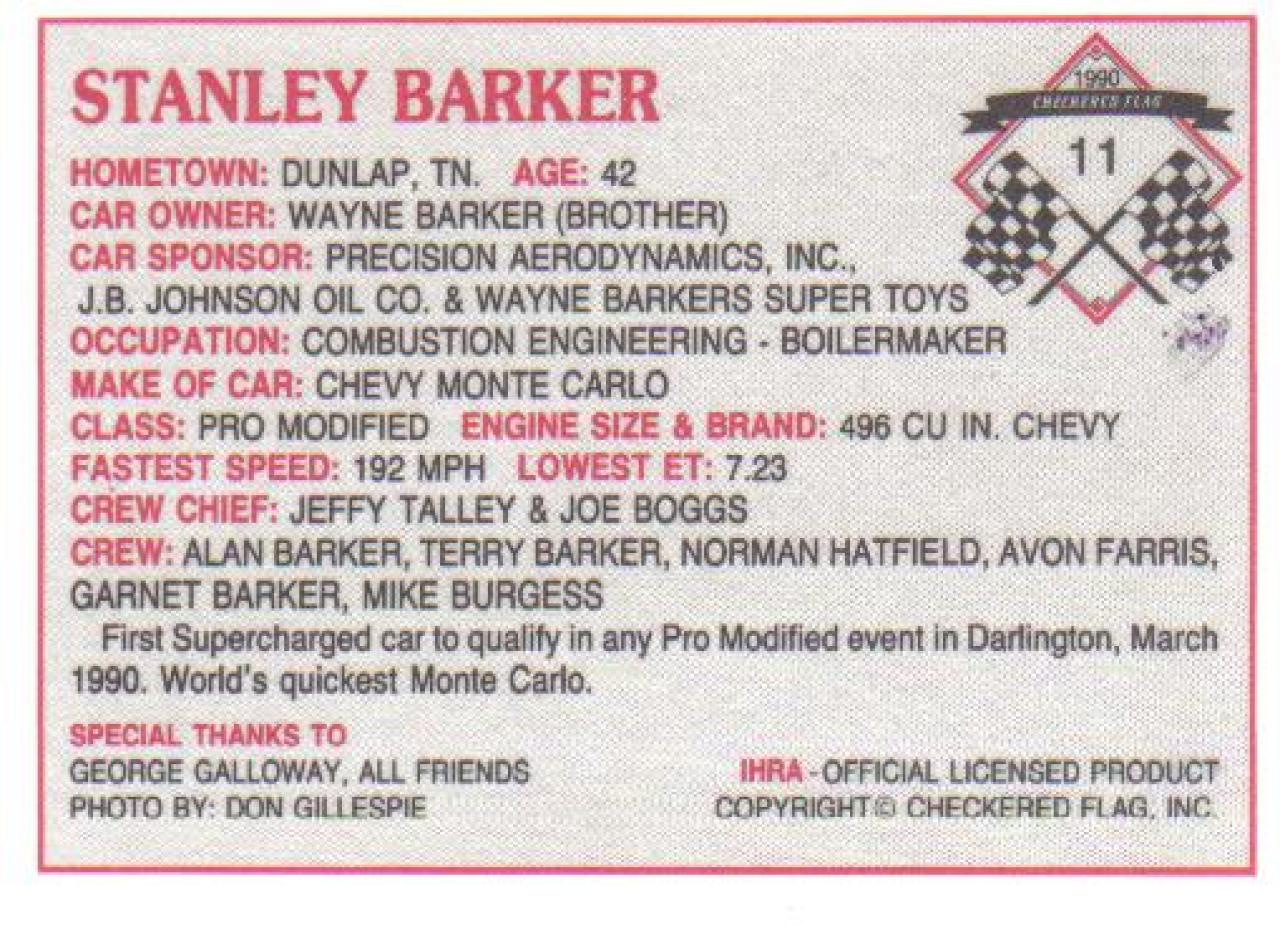 STANLEY BARKER
1990
CHECKERED FLAG
11
HOMETOWN: DUNLAP, TN. AGE: 42
CAR OWNER: WAYNE BARKER (BROTHER)
CAR SPONSOR: PRECISION AERODYNAMICS, INC.,
J.B. JOHNSON OIL CO. & WAYNE BARKERS SUPER TOYS
OCCUPATION: COMBUSTION ENGINEERING - BOILERMAKER
MAKE OF CAR: CHEVY MONTE CARLO
CLASS: PRO MODIFIED ENGINE SIZE & BRAND: 496 CU IN. CHEVY
FASTEST SPEED: 192 MPH LOWEST ET: 7.23
CREW CHIEF: JEFFY TALLEY & JOE BOGGS
CREW: ALAN BARKER, TERRY BARKER, NORMAN HATFIELD, AVON FARRIS,
GARNET BARKER, MIKE BURGESS
First Supercharged car to qualify in any Pro Modified event in Darlington, March
1990. World's quickest Monte Carlo.
SPECIAL THANKS TO
GEORGE GALLOWAY, ALL FRIENDS
PHOTO BY: DON GILLESPIE
IHRA - OFFICIAL LICENSED PRODUCT
COPYRIGHT© CHECKERED FLAG, INC.